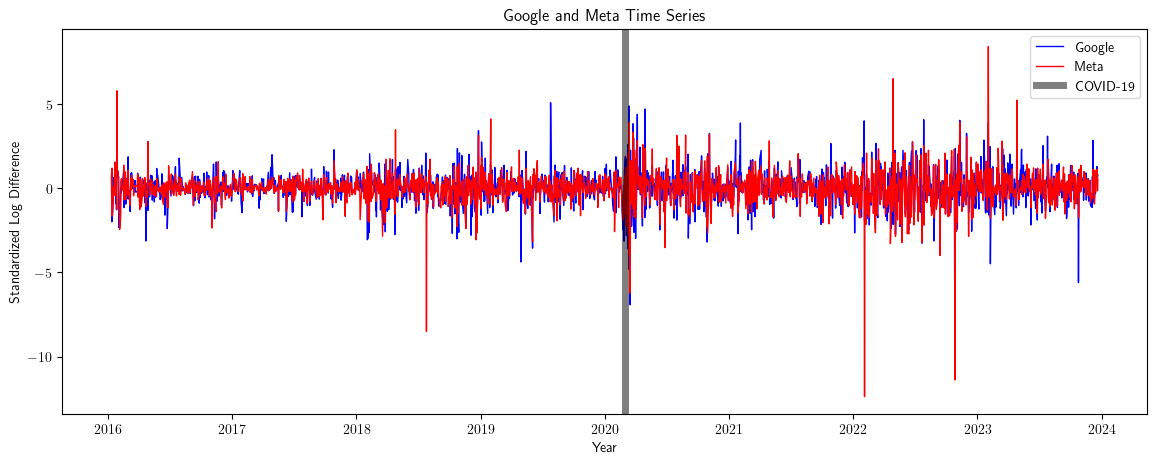 Google and Meta Time Series
Google
Meta
COVID-19
Standardized Log Difference
5
0
−5
−10
2016 2017 2018 2019 2020 2021 2022 2023 2024
Year